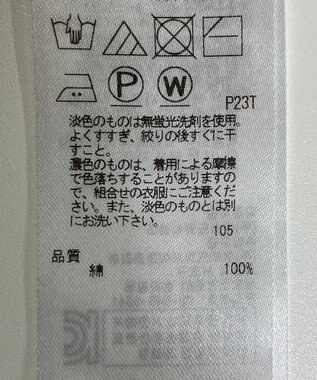 P W
P23T
淡色のものは無蛍光洗剤を使用。
よくすすぎ、絞りの後すぐに干
すこと。
濃色のものは、着用による摩擦
で色落ちすることがありますの
で、組合せの衣服にご注意くだ
さい。また、淡色のものとは別
にお洗い下さい。
105
品質
綿 100%